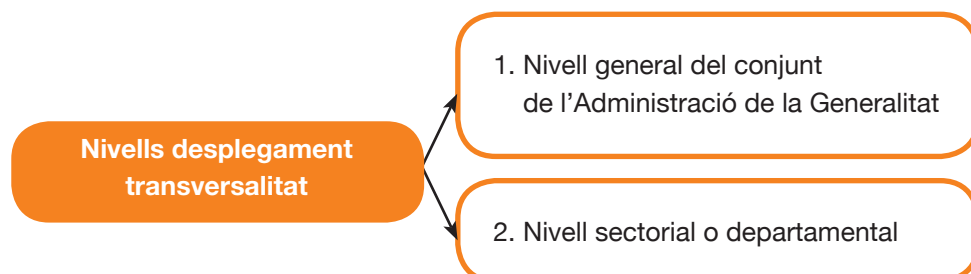 Nivells desplegament
transversalitat
1. Nivell general del conjunt
de l’Administració de la Generalitat
2. Nivell sectorial o departamental